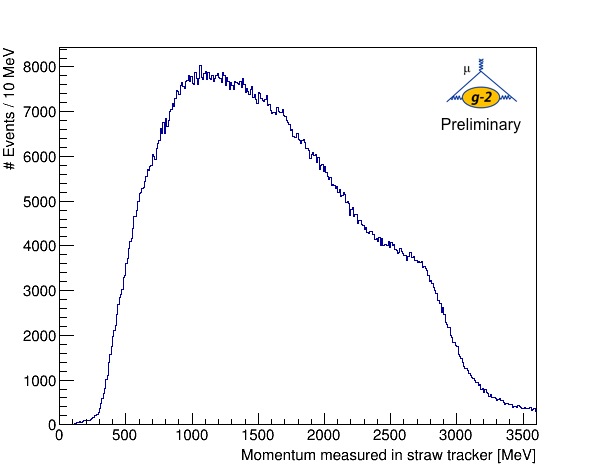 # Events / 10 MeV
8000
7000
6000
5000
4000
3000
2000
1000
0
0 500 1000 1500 2000 2500 3000 3500
Momentum measured in straw tracker [MeV]
μ
g-2
Preliminary